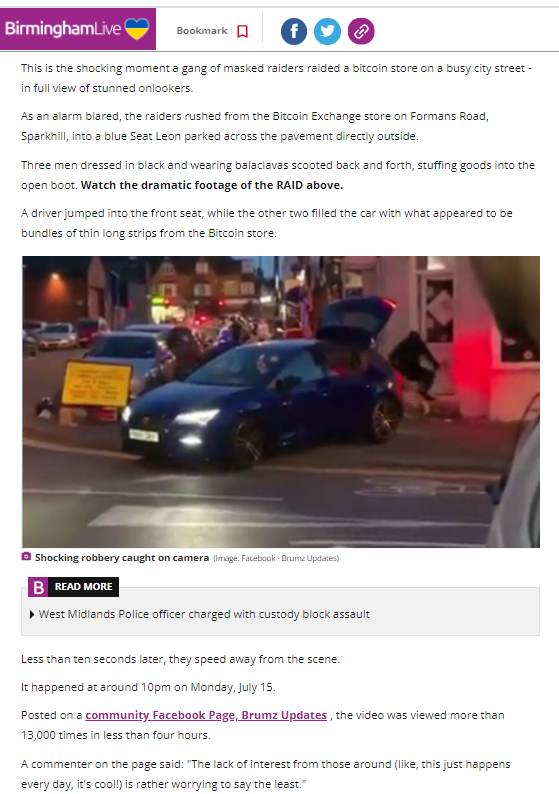 BirminghamLive
Bookmark
This is the shocking moment a gang of masked raiders raided a bitcoin store on a busy city street -
in full view of stunned onlookers.
As an alarm blared, the raiders rushed from the Bitcoin Exchange store on Formans Road,
Sparkhill, into a blue Seat Leon parked across the pavement directly outside.
Three men dressed in black and wearing balaclavas scooted back and forth, stuffing goods into the
open boot. Watch the dramatic footage of the RAID above.
A driver jumped into the front seat, while the other two filled the car with what appeared to be
bundles of thin long strips from the Bitcoin store.
Shocking robbery caught on camera (Image: Facebook - Brumz Updates)
B READ MORE
West Midlands Police officer charged with custody block assault
Less than ten seconds later, they speed away from the scene.
It happened at around 10pm on Monday, July 15.
Posted on a community Facebook Page, Brumz Updates , the video was viewed more than
13,000 times in less than four hours.
A commenter on the page said: "The lack of interest from those around (like, this just happens
every day, it's cool!) is rather worrying to say the least."